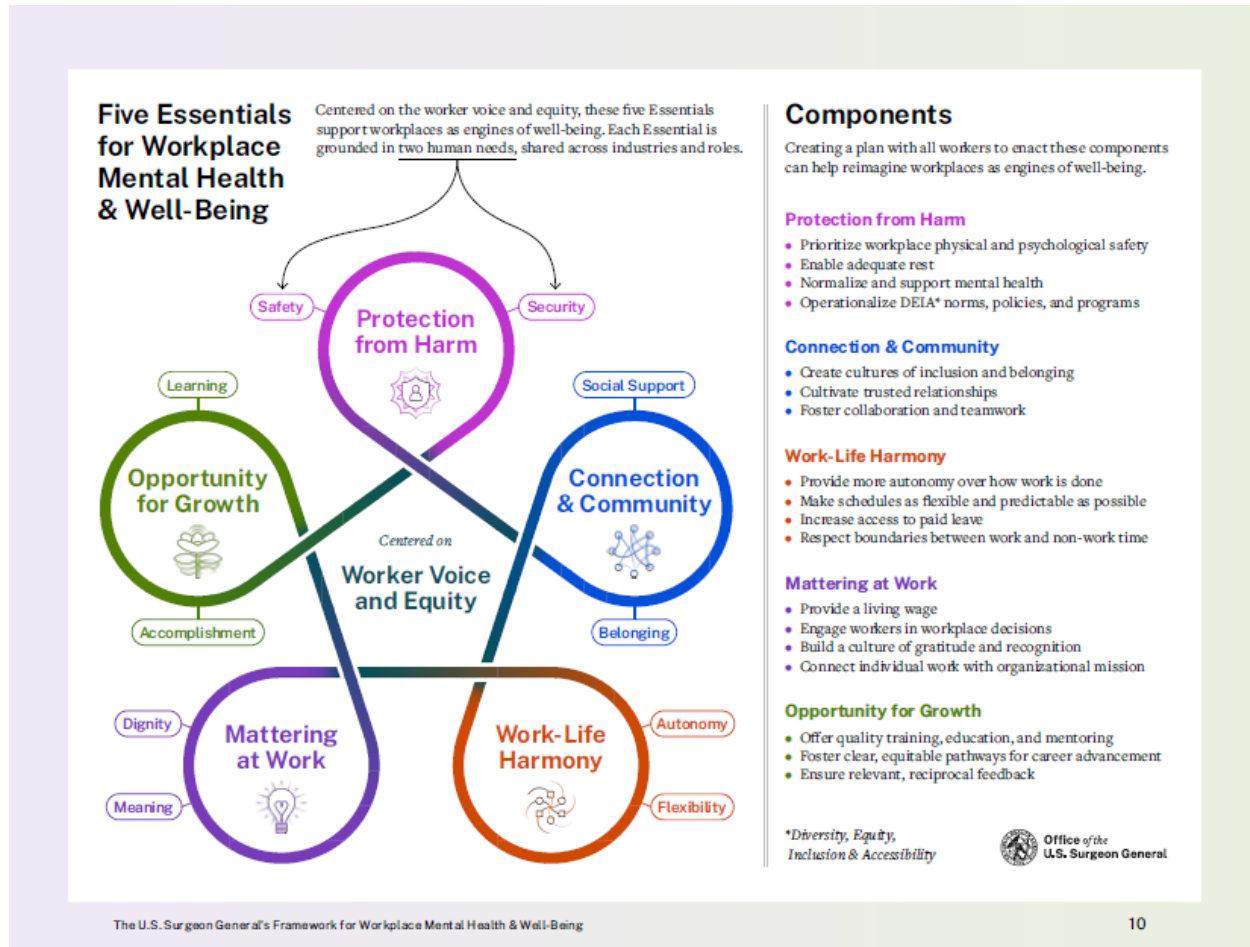 Five Essentials
for Workplace
Mental Health
& Well-Being
Centered on the worker voice and equity, these five Essentials
support workplaces as engines of well-being. Each Essential is
grounded in two human needs, shared across industries and roles.
Safety
Security
Protection
from Harm
Learning
Social Support
Opportunity
for Growth
Connection
& Community
Centered on
Worker Voice
and Equity
Accomplishment
Belonging
Dignity
Mattering
at Work
Meaning
Work-Life
Harmony
Autonomy
Flexibility
Components
Creating a plan with all workers to enact these components
can help reimagine workplaces as engines of well-being.
Protection from Harm
• Prioritize workplace physical and psychological safety
• Enable adequate rest
• Normalize and support mental health
• Operationalize DEIA* norms, policies, and programs
Connection & Community
• Create cultures of inclusion and belonging
• Cultivate trusted relationships
• Foster collaboration and teamwork
Work-Life Harmony
• Provide more autonomy over how work is done
• Make schedules as flexible and predictable as possible
• Increase access to paid leave
• Respect boundaries between work and non-work time
Mattering at Work
• Provide a living wage
• Engage workers in workplace decisions
• Build a culture of gratitude and recognition
• Connect individual work with organizational mission
Opportunity for Growth
• Offer quality training, education, and mentoring
• Foster clear, equitable pathways for career advancement
• Ensure relevant, reciprocal feedback
*Diversity, Equity,
Inclusion & Accessibility
Office of the
U.S. Surgeon General
The U.S. Surgeon General's Framework for Workplace Mental Health & Well-Being
10